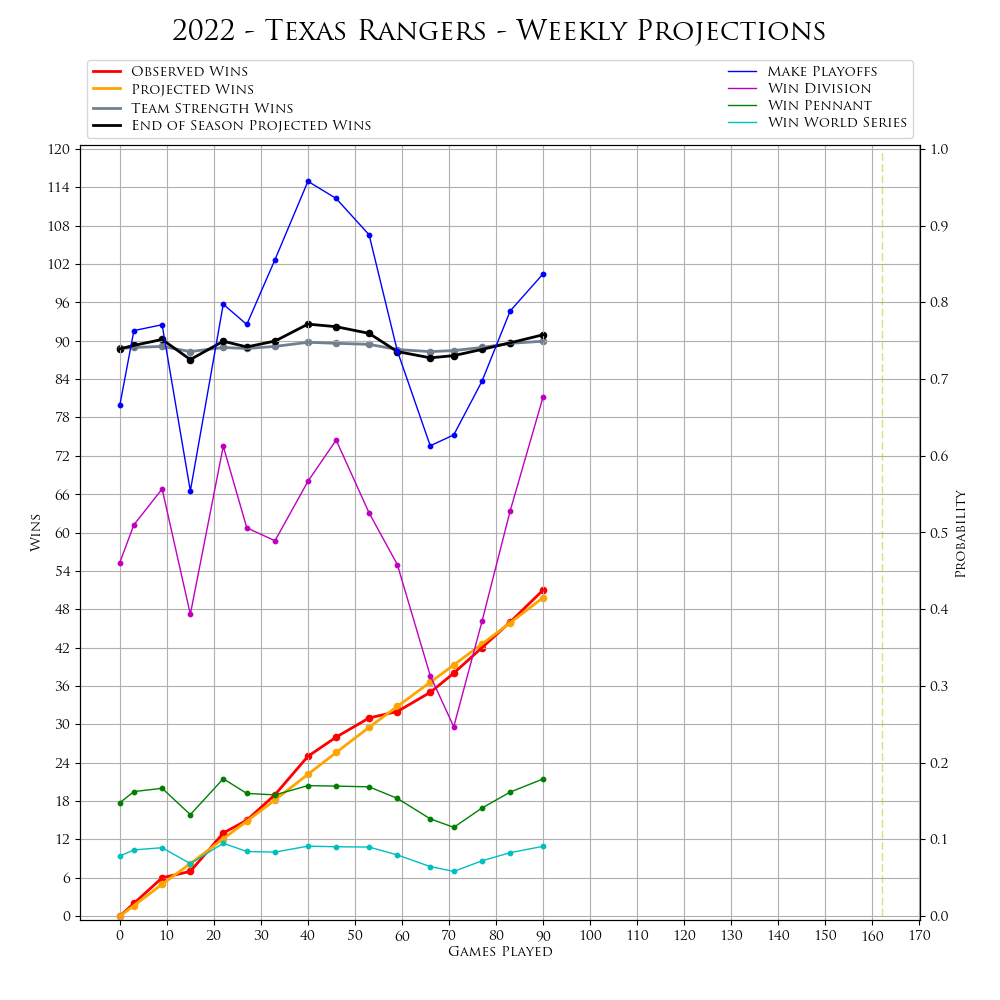 2022 - Texas Rangers - Weekly Projections
Observed Wins
Projected Wins
Team Strength Wins
End of Season Projected Wins
Make Playoffs
Win Division
Win Pennant
Win World Series
120
114
108
102
96
90
84
78
72
66
60
54
48
42
36
30
24
18
12
6
0
Wins
1.0
0.9
0.8
0.7
0.6
0.5
0.4
0.3
0.2
0.1
0.0
Probability
0 10 20 30 40 50 60 70 80 90 100 110 120 130 140 150 160 170
Games Played